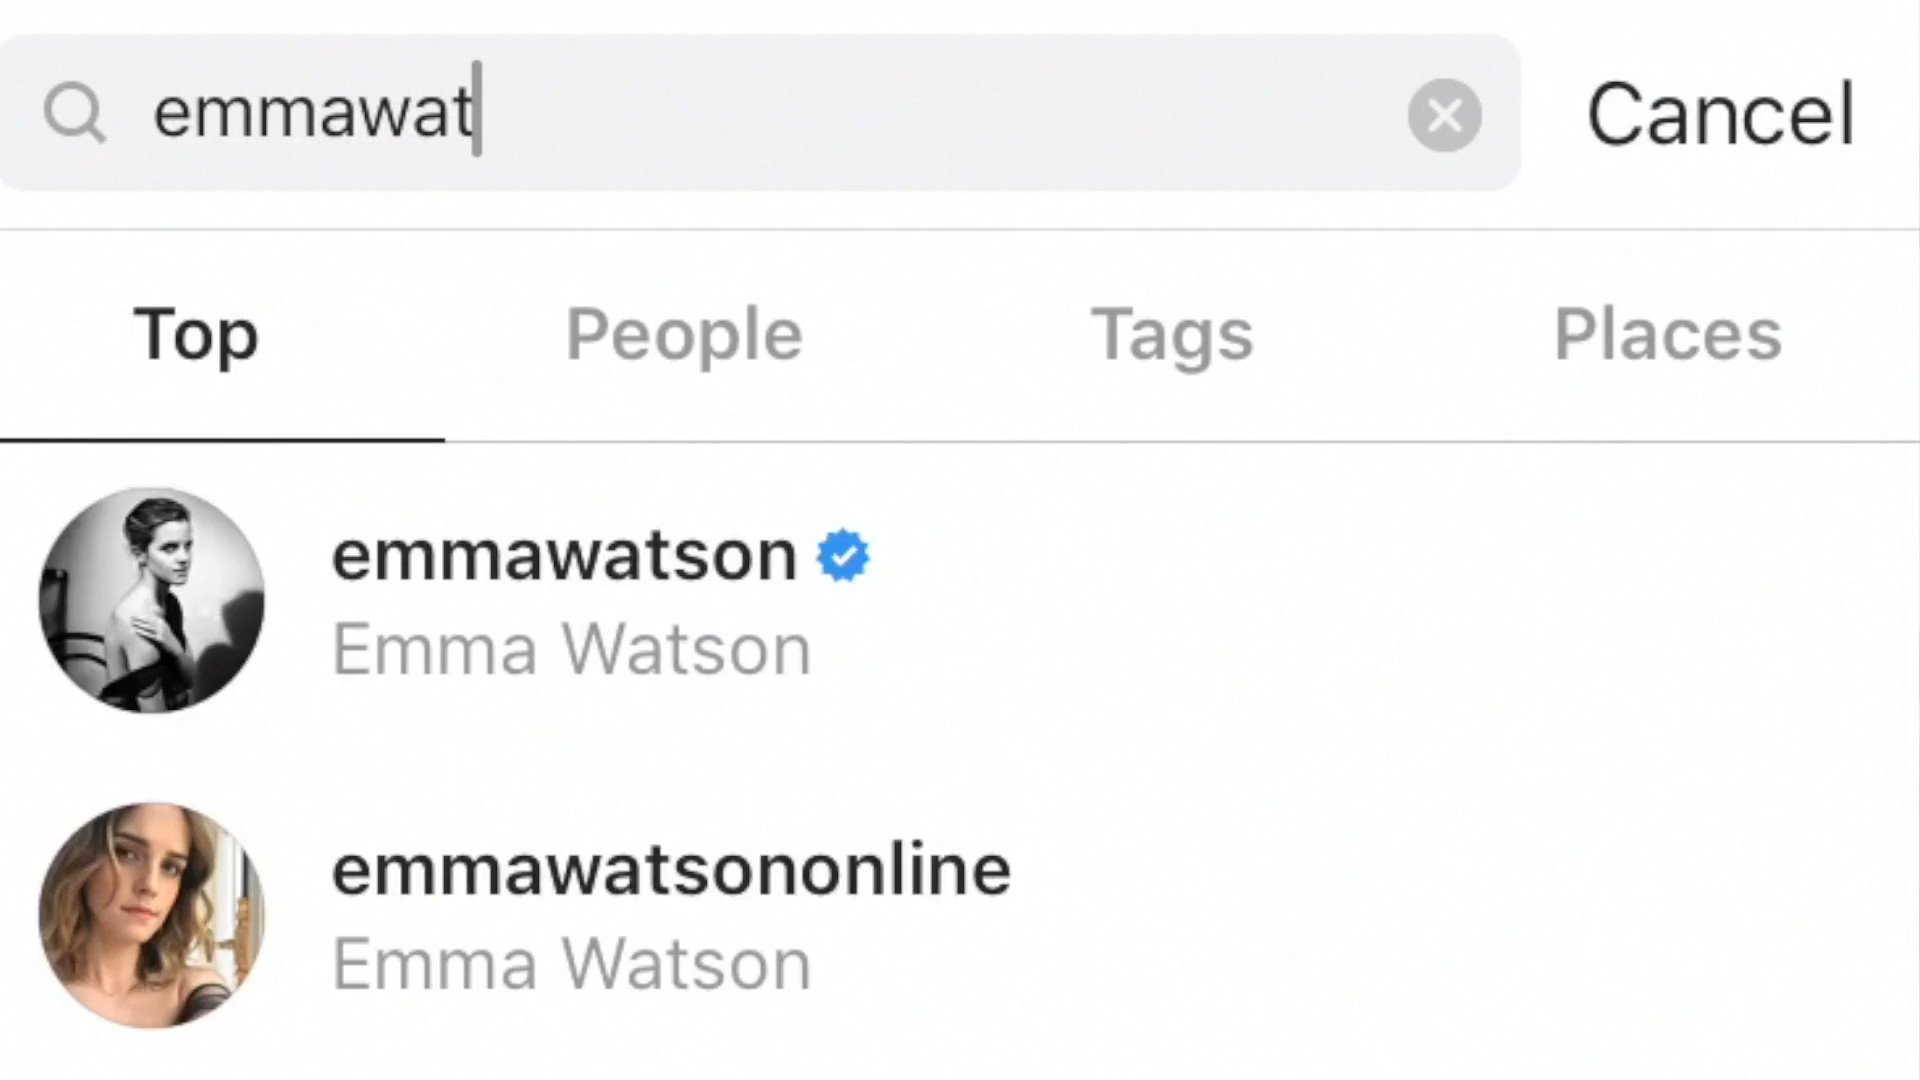 emmawat
Cancel
Top
People
Tags
Places
emmawatson
Emma Watson
emmawatsononline
Emma Watson